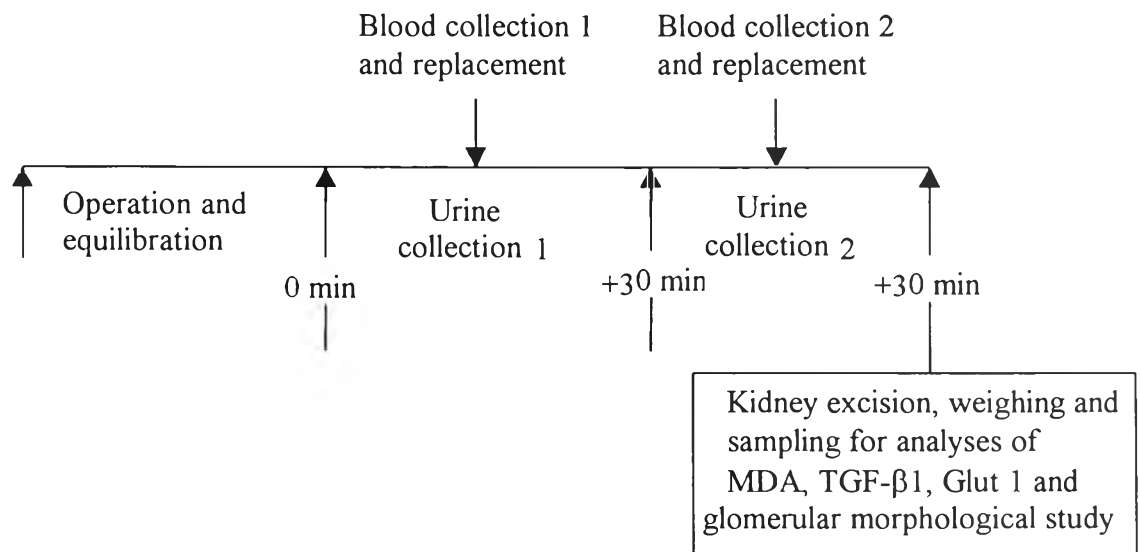 Blood collection 1
and replacement
Blood collection 2
and replacement
Operation and
equilibration
Urine
collection 1
Urine
collection 2
0 min
+30 min
+30 min
Kidney excision, weighing and
sampling for analyses of
MDA, TGF-β1, Glut 1 and
glomerular morphological study